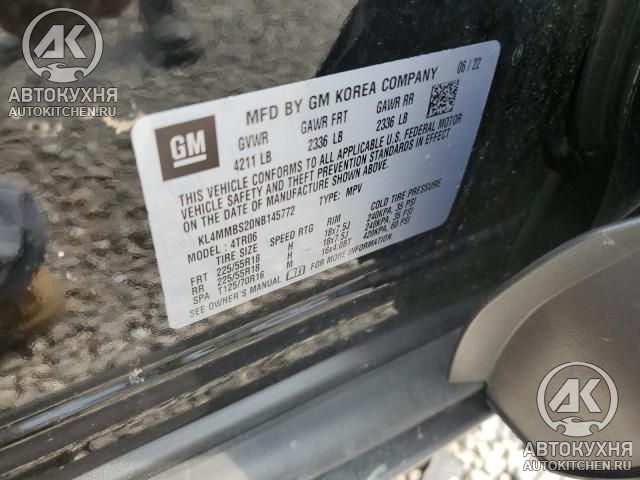 AK
АВТОКУХНЯ
AUTOKITCHEN.RU
MFD BY GM KOREA COMPANY 06 / 22
GM
GVWR GAWR FRT GAWR RR
4211 LB 2336 LB 2336 LB
THIS VEHICLE CONFORMS TO ALL APPLICABLE U.S. FEDERAL MOTOR
VEHICLE SAFETY AND THEFT PREVENTION STANDARDS IN EFFECT
ON THE DATE OF MANUFACTURE SHOWN ABOVE.
KL4MMBS20NB145772 TYPE: MPV
MODEL: 4TR06
TIRE SIZE SPEED RTG RIM COLD TIRE PRESSURE
FRT 225/55R18 H 18x7.5J 240KPA, 35 PSI
RR 225/55R18 H 18x7.5J 240KPA, 35 PSI
SPA T125/70R16 M 16x4.0BT 420KPA, 60 PSI
SEE OWNER'S MANUAL FOR MORE INFORMATION.
AK
АВТОКУХНЯ
AUTOKITCHEN.RU